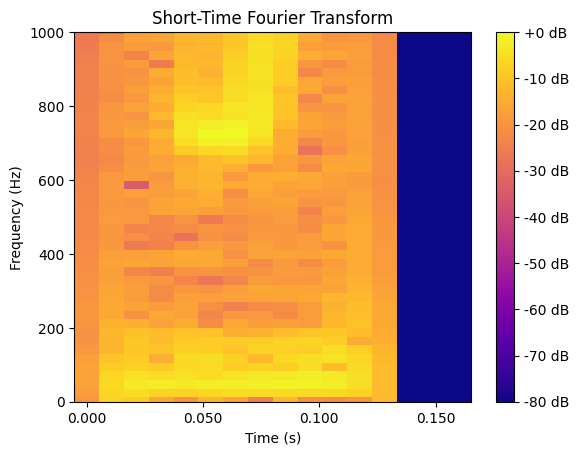 Short-Time Fourier Transform
1000
800
600
400
200
0
Frequency (Hz)
0.000
0.050
0.100
0.150
Time (s)
+0 dB
-10 dB
-20 dB
-30 dB
-40 dB
-50 dB
-60 dB
-70 dB
-80 dB